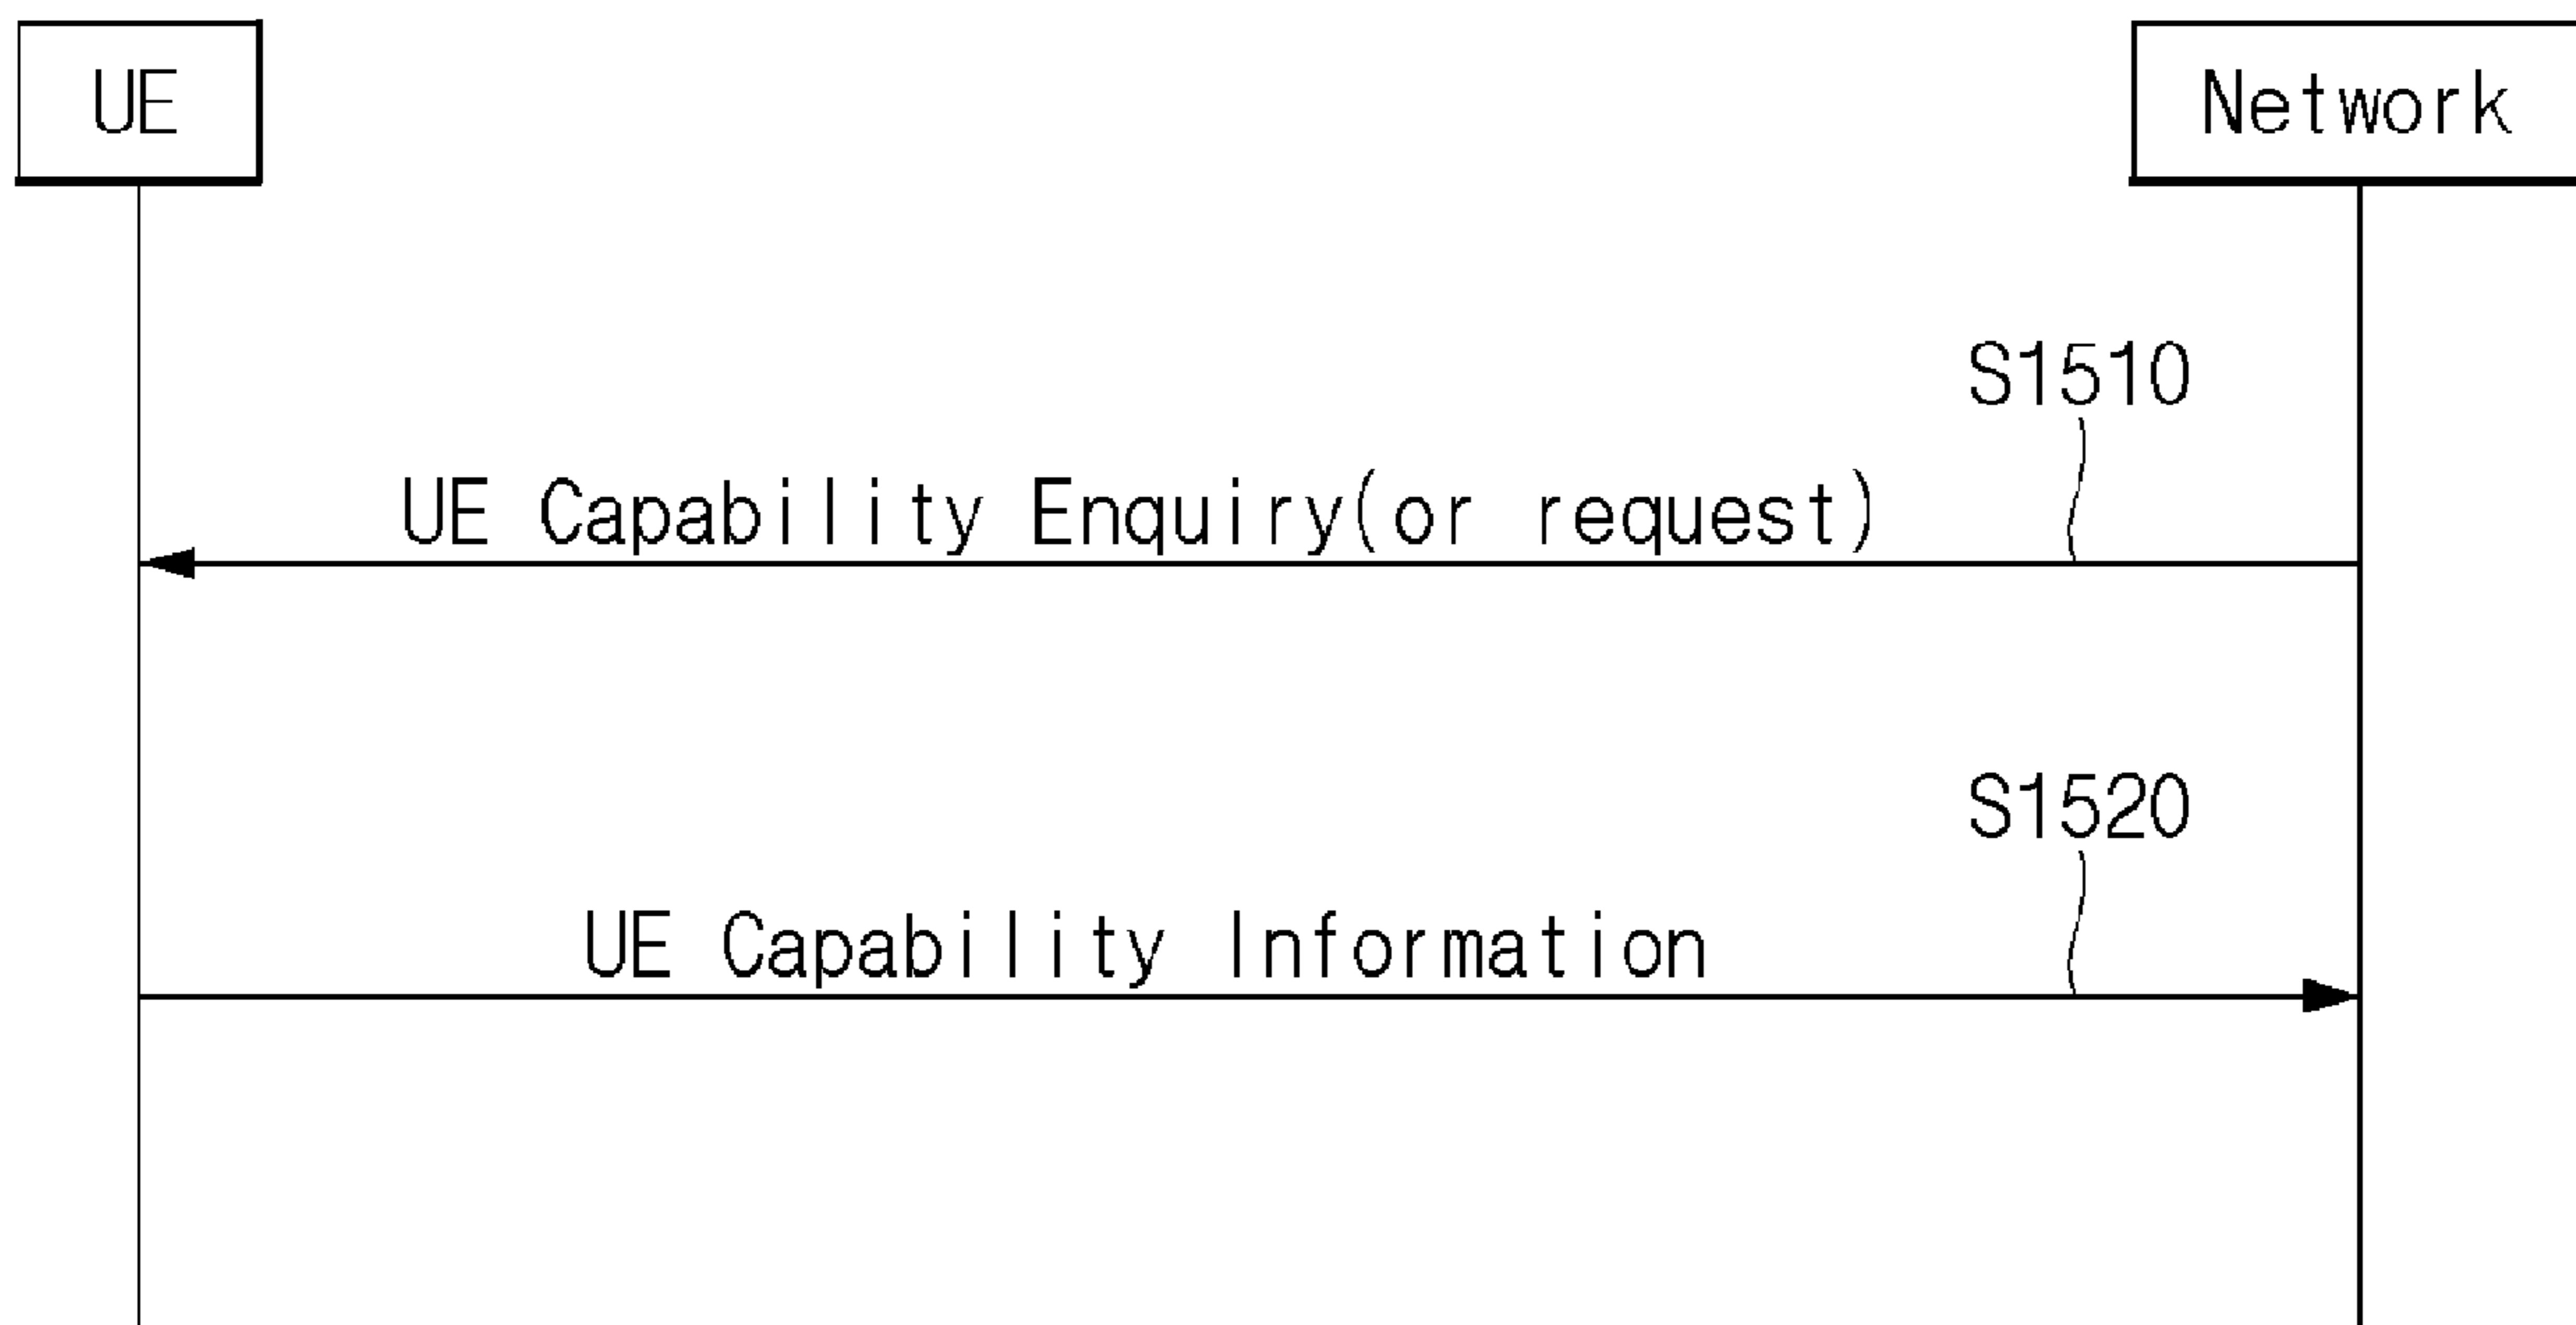 UE
Network
S1510
UE Capability Enquiry(or request)
S1520
UE Capability Information